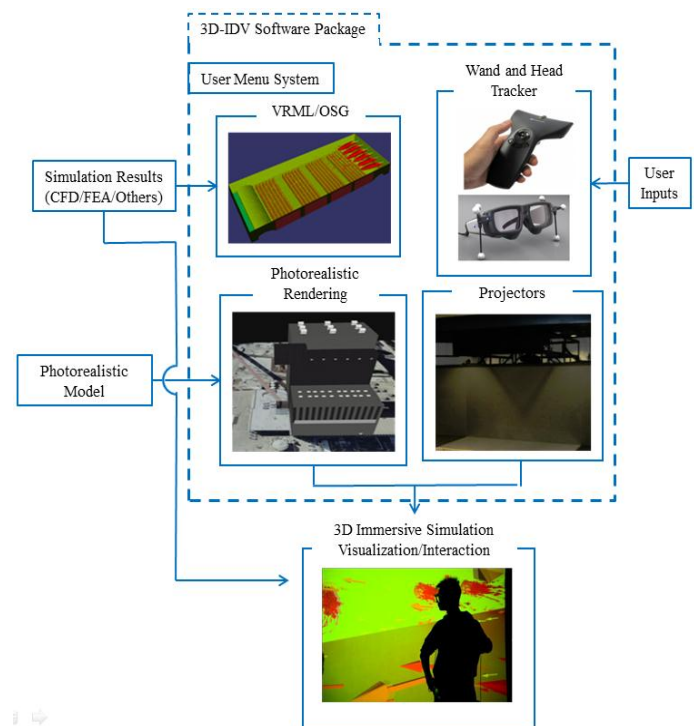 3D-IDV Software Package
User Menu System
VRML/OSG
Wand and Head
Tracker
Simulation Results
(CFD/FEA/Others)
User
Inputs
Photorealistic
Rendering
Projectors
Photorealistic
Model
3D Immersive Simulation
Visualization/Interaction